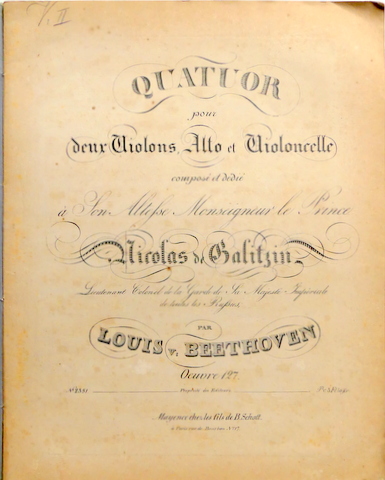 V. II
QUATUOR
pour
deux Violons, Alto et Violoncelle
composé et dédié
à Son Altesse Monseigneur le Prince
Nicolas de Galitzin
Lieutenant Colonel de la Garde de Sa Majesté Impériale
de toutes les Russies,
PAR
LOUIS v. BEETHOVEN
Oeuvre 127.
Propriété des Editeurs
Mayence chez les fils de B. Schott.